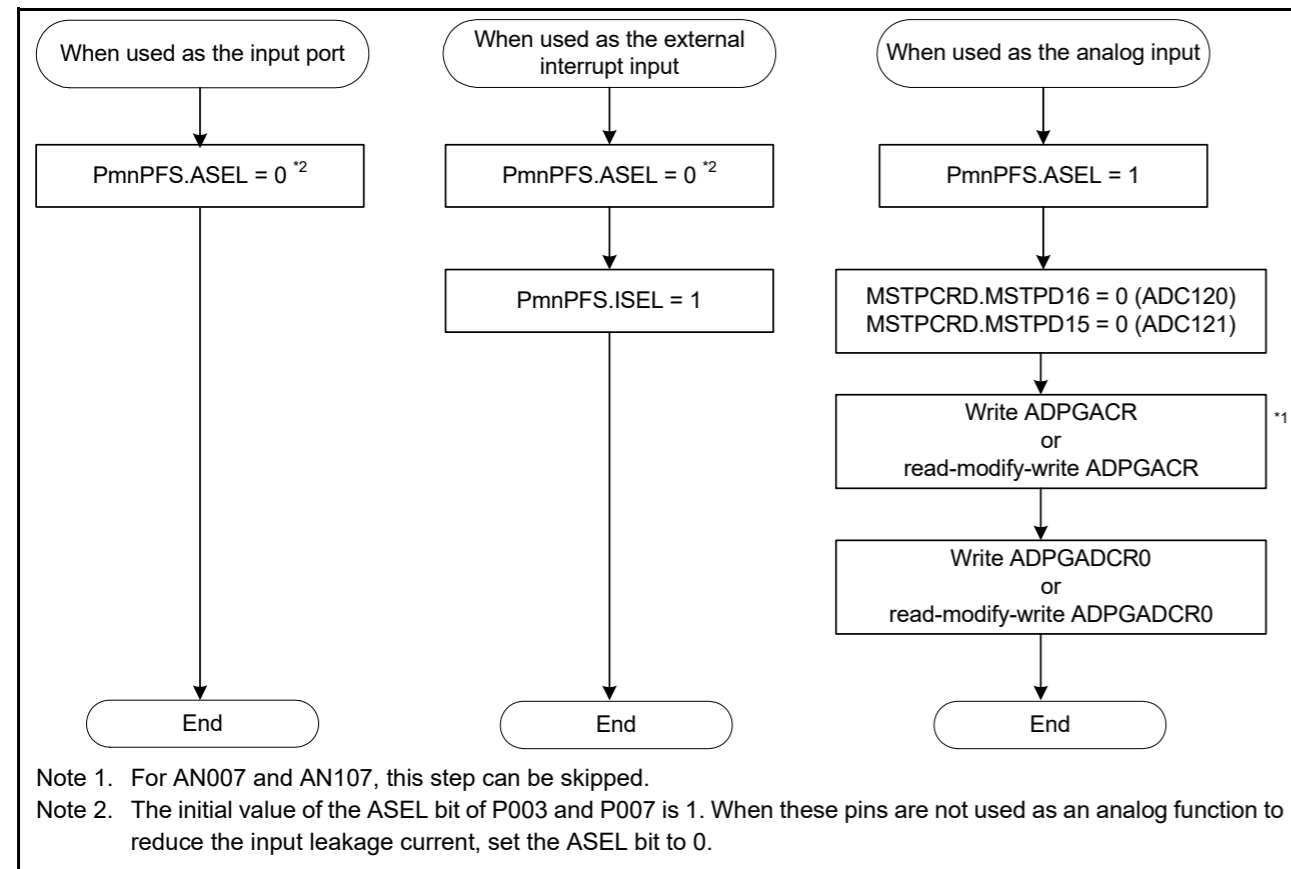 When used as the input port
PmnPFS.ASEL = 0 *2
End
When used as the external
interrupt input
PmnPFS.ASEL = 0 *2
PmnPFS.ISEL = 1
End
When used as the analog input
PmnPFS.ASEL = 1
MSTPCRD.MSTPD16 = 0 (ADC120)
MSTPCRD.MSTPD15 = 0 (ADC121)
Write ADPGACR
or
read-modify-write ADPGACR
*1
Write ADPGADCR0
or
read-modify-write ADPGADCR0
End
Note 1. For AN007 and AN107, this step can be skipped.
Note 2. The initial value of the ASEL bit of P003 and P007 is 1. When these pins are not used as an analog function to
reduce the input leakage current, set the ASEL bit to 0.